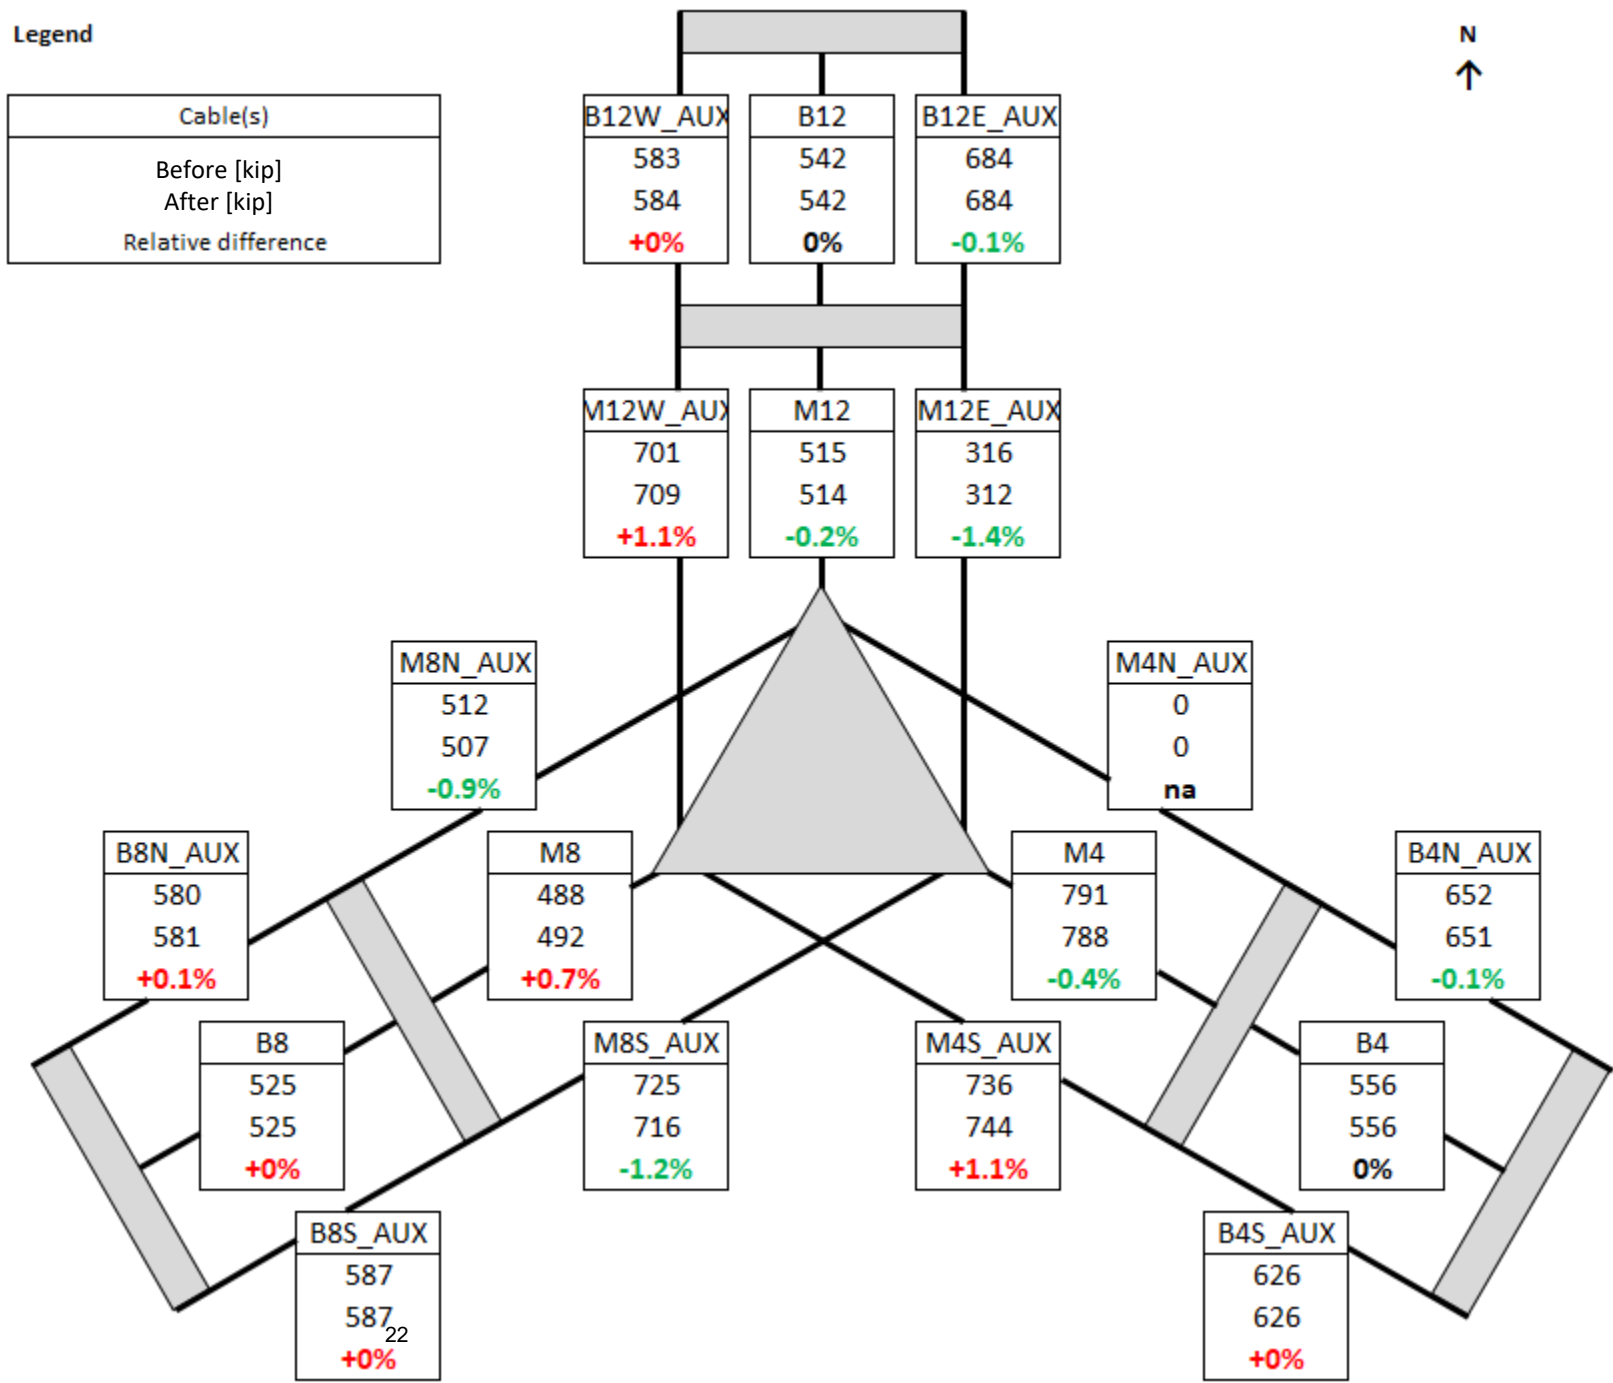 Legend
N
Cable(s)
Before [kip]
After [kip]
Relative difference
B12W_AUX
583
584
+0%
B12
542
542
0%
B12E_AUX
684
684
-0.1%
M12W_AUX
701
709
+1.1%
M12
515
514
-0.2%
M12E_AUX
316
312
-1.4%
M8N_AUX
512
507
-0.9%
M4N_AUX
0
0
na
B8N_AUX
580
581
+0.1%
M8
488
492
+0.7%
M4
791
788
-0.4%
B4N_AUX
652
651
-0.1%
B8
525
525
+0%
M8S_AUX
725
716
-1.2%
M4S_AUX
736
744
+1.1%
B4
556
556
0%
B8S_AUX
587
587
22
+0%
B4S_AUX
626
626
+0%